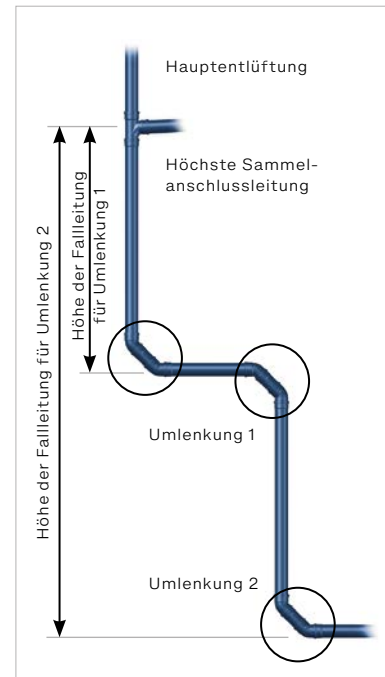 Hauptentlüftung
Höchste Sammel-
anschlussleitung
Höhe der Fallleitung für Umlenkung 2
Höhe der Fallleitung
für Umlenkung 1
Umlenkung 1
Umlenkung 2